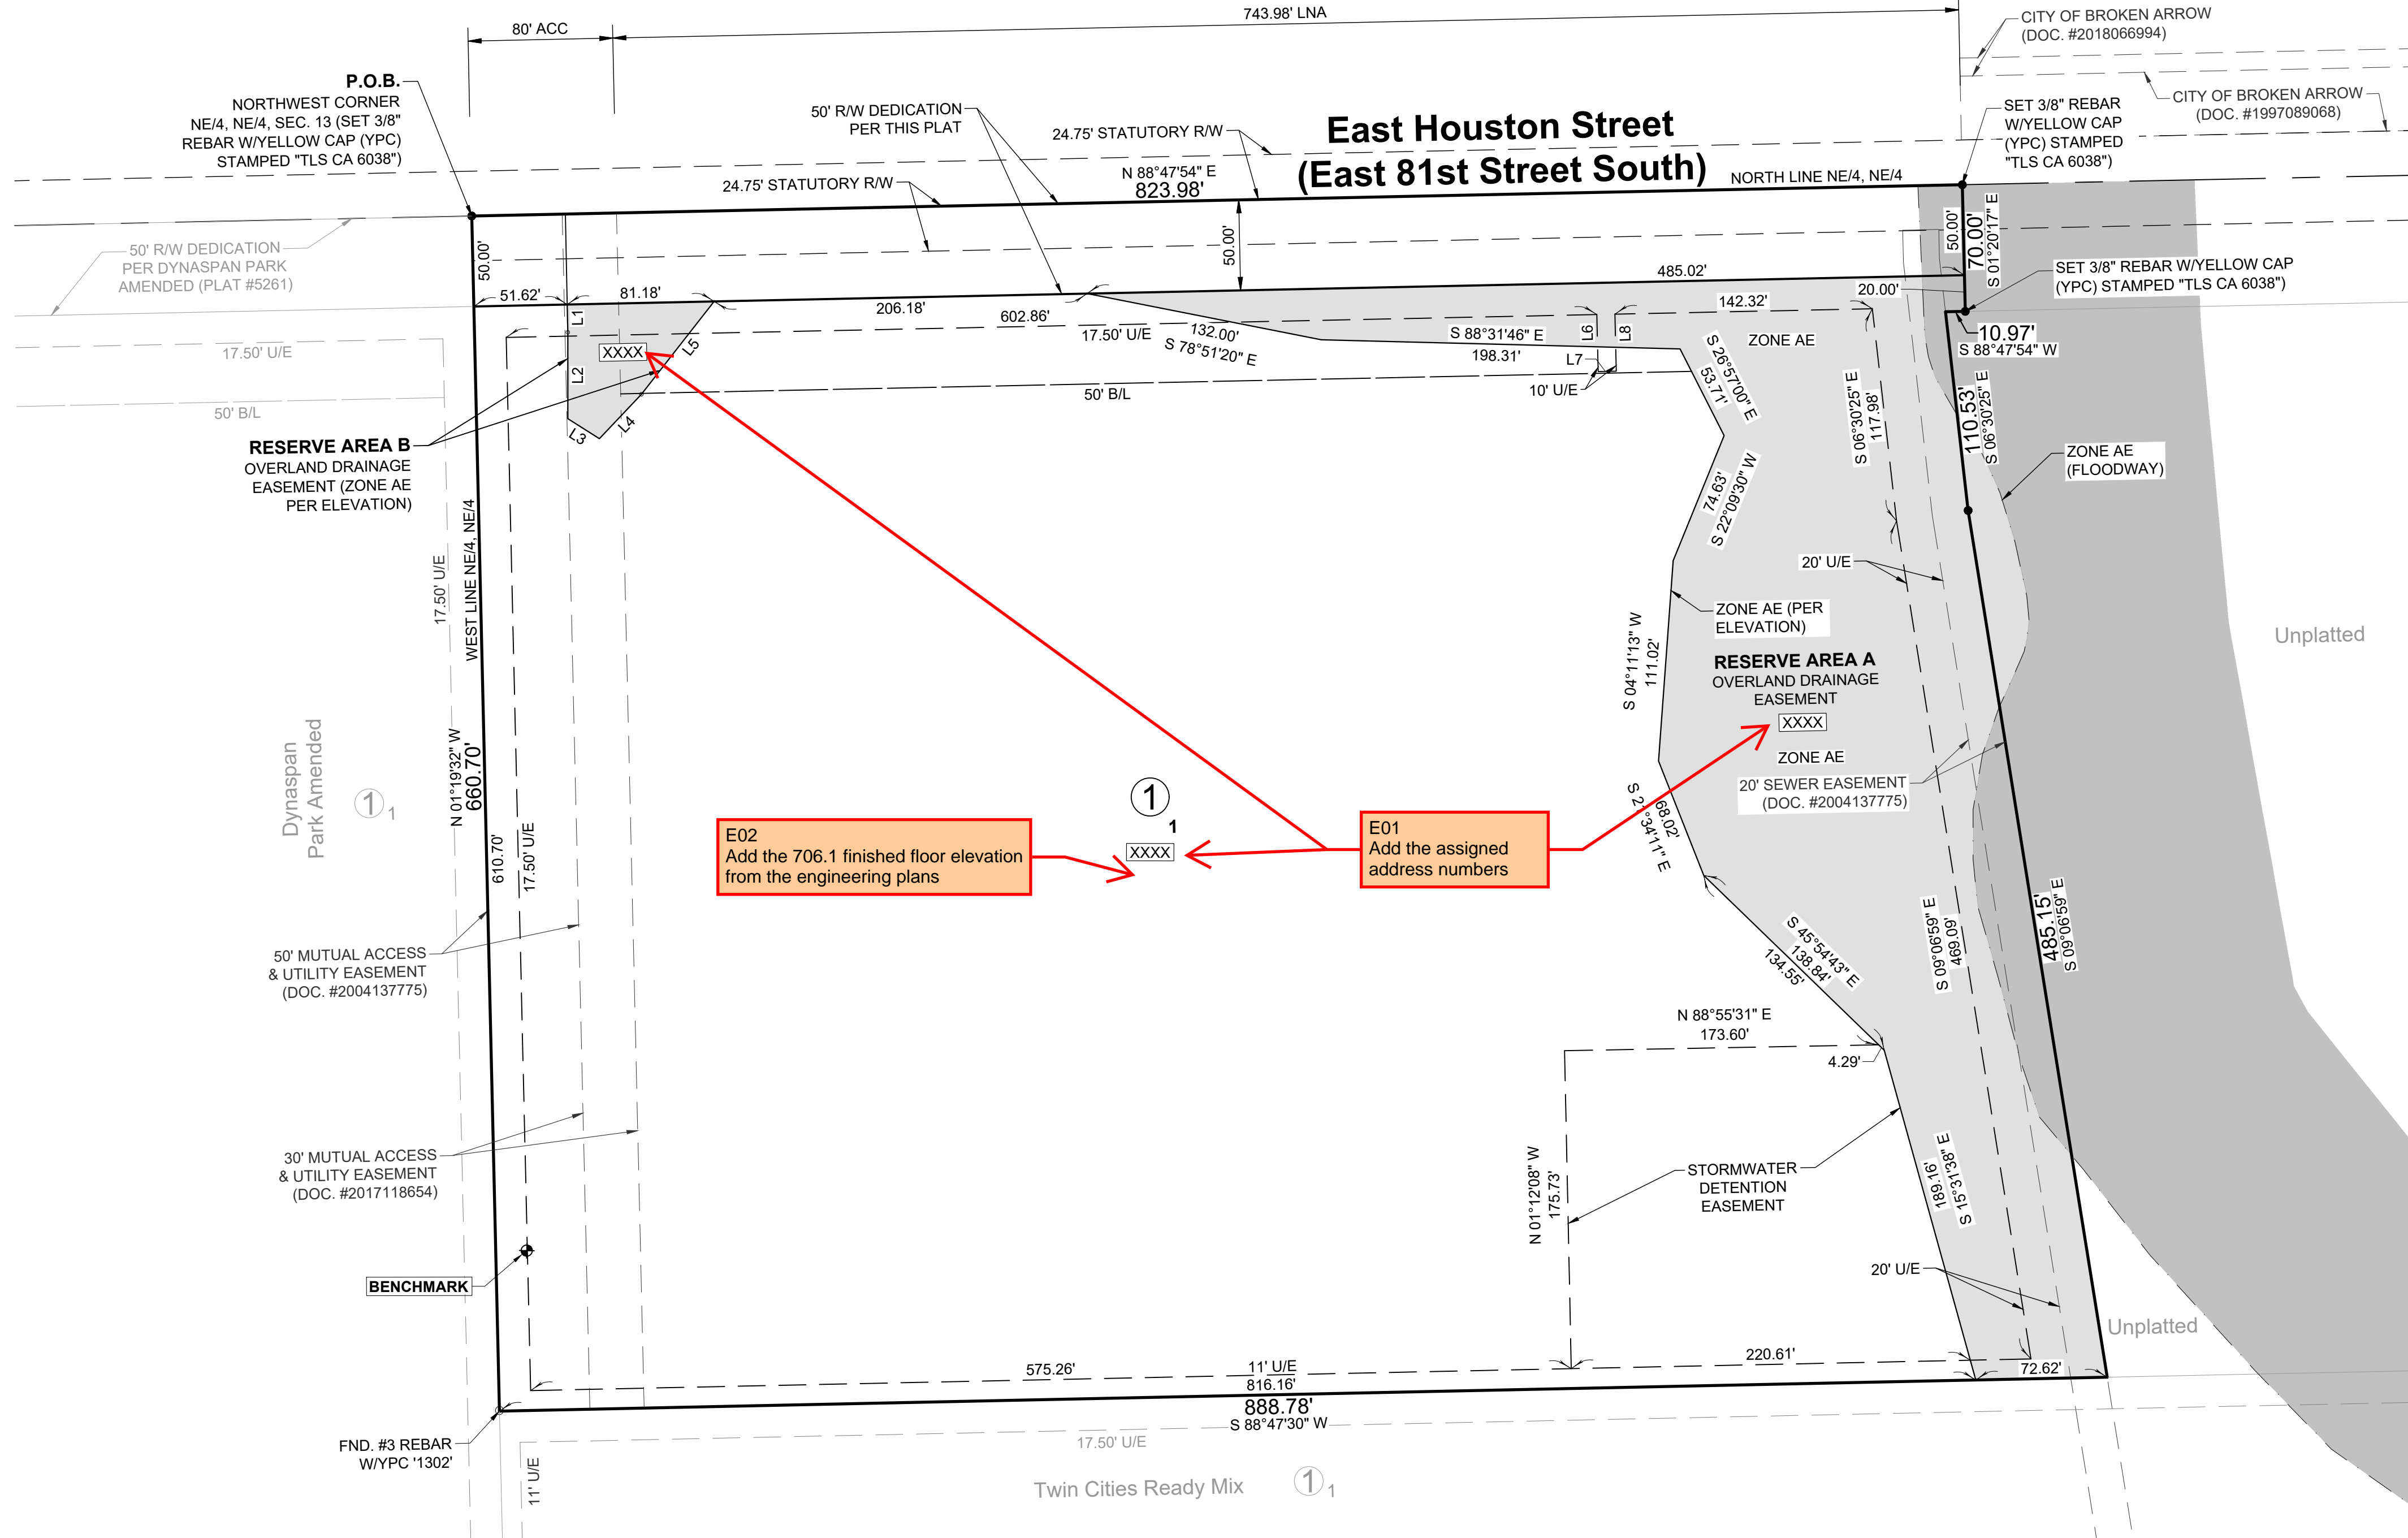 743.98' LNA
80' ACC
CITY OF BROKEN ARROW
(DOC. #2018066994)
P.O.B.
NORTHWEST CORNER
NE/4, NE/4, SEC. 13 (SET 3/8"
REBAR W/YELLOW CAP (YPC)
STAMPED "TLS CA 6038")
50' R/W DEDICATION
PER THIS PLAT
24.75' STATUTORY R/W
East Houston Street
(East 81st Street South)
SET 3/8" REBAR
W/YELLOW CAP
(YPC) STAMPED
"TLS CA 6038")
CITY OF BROKEN ARROW
(DOC. #1997089068)
24.75' STATUTORY R/W
N 88°47'54" E
823.98'
NORTH LINE NE/4, NE/4
50' R/W DEDICATION
PER DYNASPAN PARK
AMENDED (PLAT #5261)
50.00'
50.00'
50.00'
70.00'
S 01°20'17" E
SET 3/8" REBAR W/YELLOW CAP
(YPC) STAMPED "TLS CA 6038")
51.62'
81.18'
206.18'
602.86'
485.02'
142.32'
20.00'
L1
L2
L3
L4
L5
XXXX
17.50' U/E
132.00'
S 78°51'20" E
S 88°31'46" E
198.31'
L6
L7
L8
10' U/E
ZONE AE
10.97'
S 88°47'54" W
17.50' U/E
50' B/L
50' B/L
S 26°57'00" E
53.71'
S 06°30'25" E
117.98'
110.53'
S 06°30'25" E
RESERVE AREA B
OVERLAND DRAINAGE
EASEMENT (ZONE AE
PER ELEVATION)
ZONE AE
(FLOODWAY)
74.63'
S 22°09'30" W
WEST LINE NE/4, NE/4
17.50' U/E
20' U/E
ZONE AE (PER
ELEVATION)
Unplatted
S 04°11'13" W
111.02'
RESERVE AREA A
OVERLAND DRAINAGE
EASEMENT
XXXX
ZONE AE
20' SEWER EASEMENT
(DOC. #2004137775)
Dynaspan
Park Amended
1
1
N 01°19'32" W
660.70'
610.70'
17.50' U/E
1
1
XXXX
E02
Add the 706.1 finished floor elevation
from the engineering plans
E01
Add the assigned
address numbers
68.02'
S 09°06'59" E
469.09'
485.15'
S 09°06'59" E
S 45°54'43" E
138.84'
134.55'
50' MUTUAL ACCESS
& UTILITY EASEMENT
(DOC. #2004137775)
N 88°55'31" E
173.60'
4.29'
30' MUTUAL ACCESS
& UTILITY EASEMENT
(DOC. #2017118654)
N 01°12'08" W
175.73'
STORMWATER
DETENTION
EASEMENT
189.16'
S 15°31'38" E
BENCHMARK
20' U/E
Unplatted
575.26'
11' U/E
220.61'
72.62'
816.16'
888.78'
S 88°47'30" W
FND. #3 REBAR
W/YPC '1302'
17.50' U/E
11' U/E
Twin Cities Ready Mix
1
1